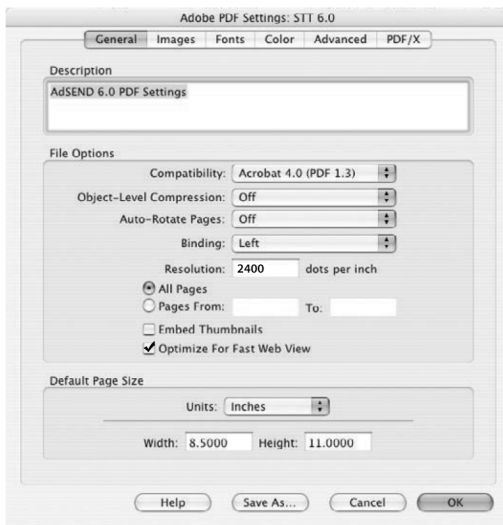 Adobe PDF Settings: STT 6.0
General Images Fonts Color Advanced PDF/X
Description
AdSEND 6.0 PDF Settings
File Options
Compatibility: Acrobat 4.0 (PDF 1.3)
Object-Level Compression: Off
Auto-Rotate Pages: Off
Binding: Left
Resolution: 2400 dots per inch
All Pages
Pages From: To:
Embed Thumbnails
Optimize For Fast Web View
Default Page Size
Units: Inches
Width: 8.5000 Height: 11.0000
Help Save As... Cancel OK